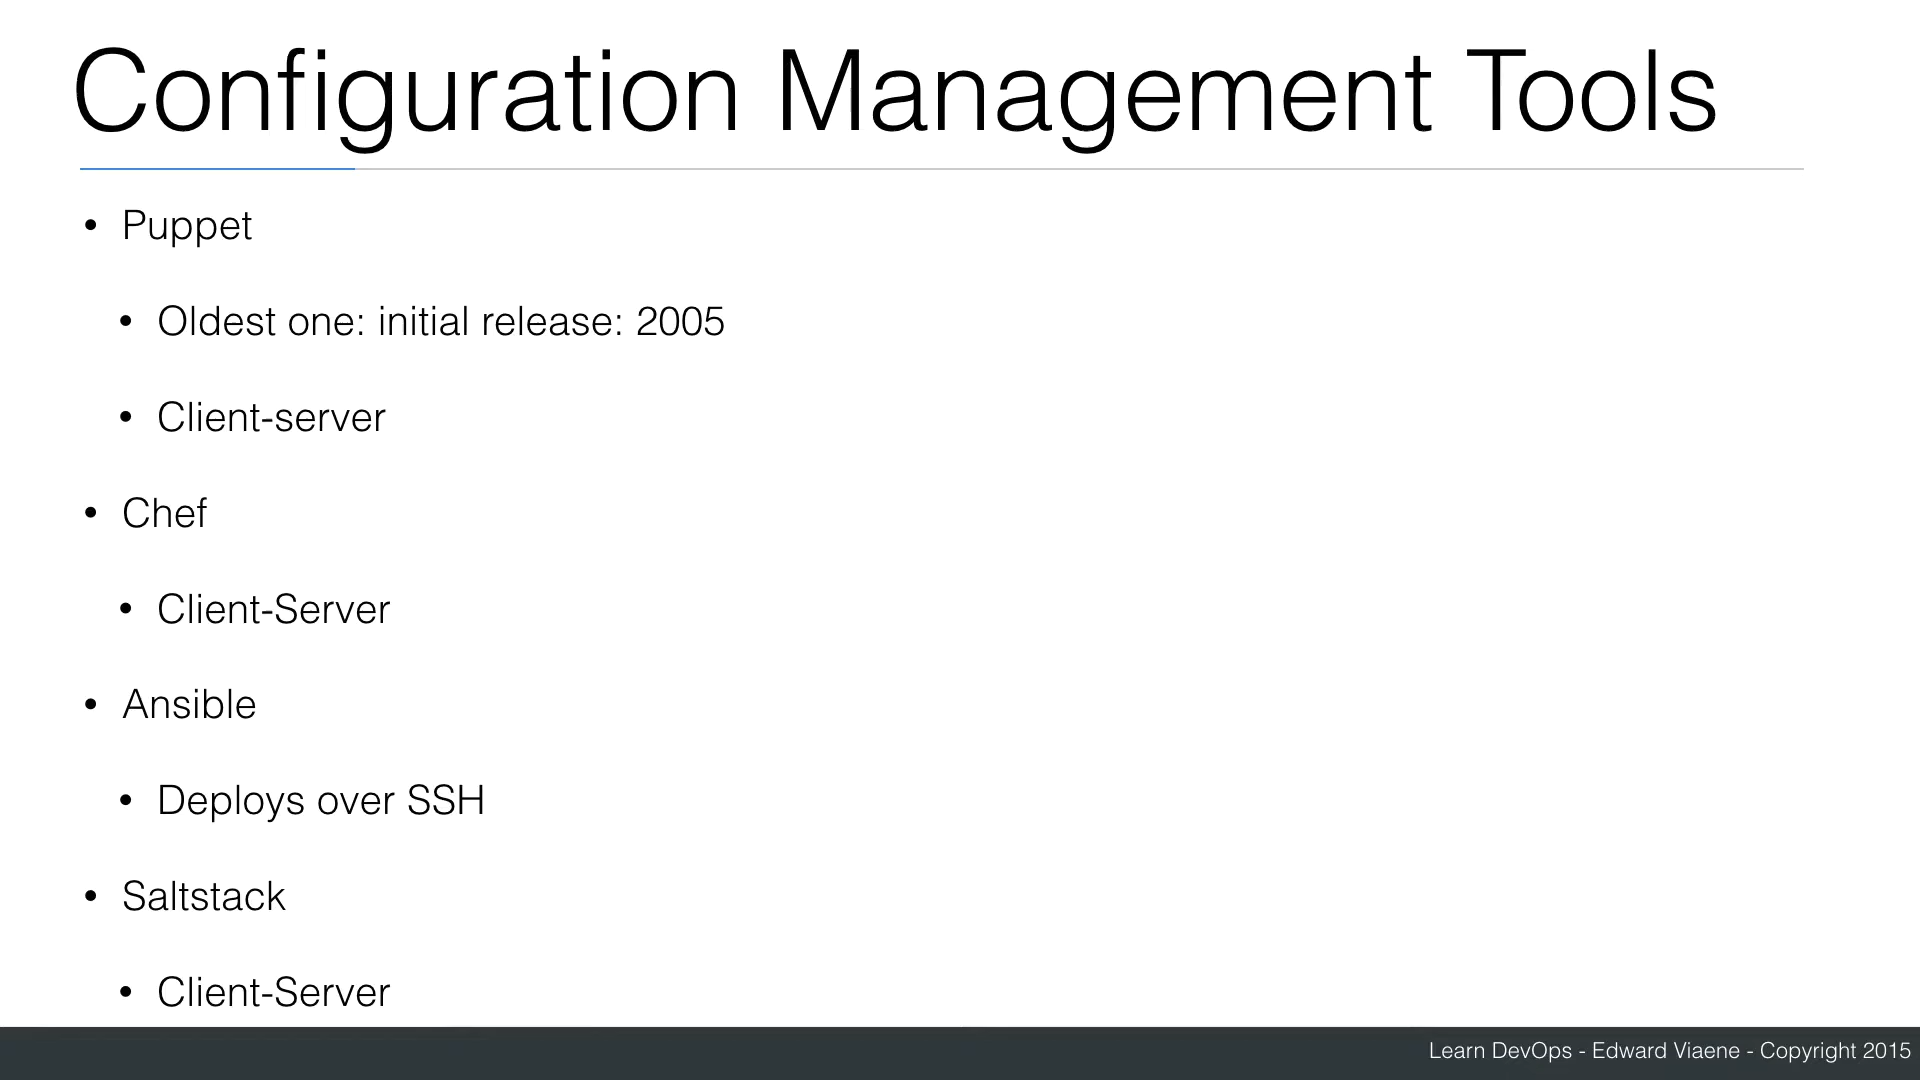 Configuration Management Tools
• Puppet
• Oldest one: initial release: 2005
• Client-server
• Chef
• Client-Server
• Ansible
• Deploys over SSH
• Saltstack
• Client-Server
Learn DevOps - Edward Viaene - Copyright 2015